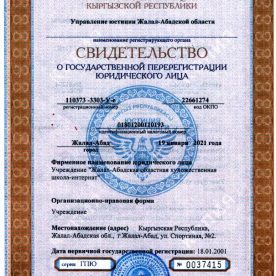 КЫРГЫЗСКОЙ РЕСПУБЛИКИ
Управление юстиции Жалал-Абадской области
наименование регистрирующего органа
СВИДЕТЕЛЬСТВО
О ГОСУДАРСТВЕННОЙ ПЕРЕРЕГИСТРАЦИИ
ЮРИДИЧЕСКОГО ЛИЦА
110373 -3303-У-е 22661274
регистрационный номер код ОКПО
01801200110193
идентификационный налоговый номер
Жалал-Абад 19 января 2021 года
город
Фирменное наименование юридического лица
Учреждение "Жалал-Абадская областная художественная
школа-интернат"
Организационно-правовая форма
Учреждение
Местонахождение (адрес) Кыргызская Республика,
Жалал-Абадская обл., г. Жалал-Абад, ул. Спортивная, №2.
Дата первичной государственной регистрации: 18.01.2001
серия ГПЮ № 0037415